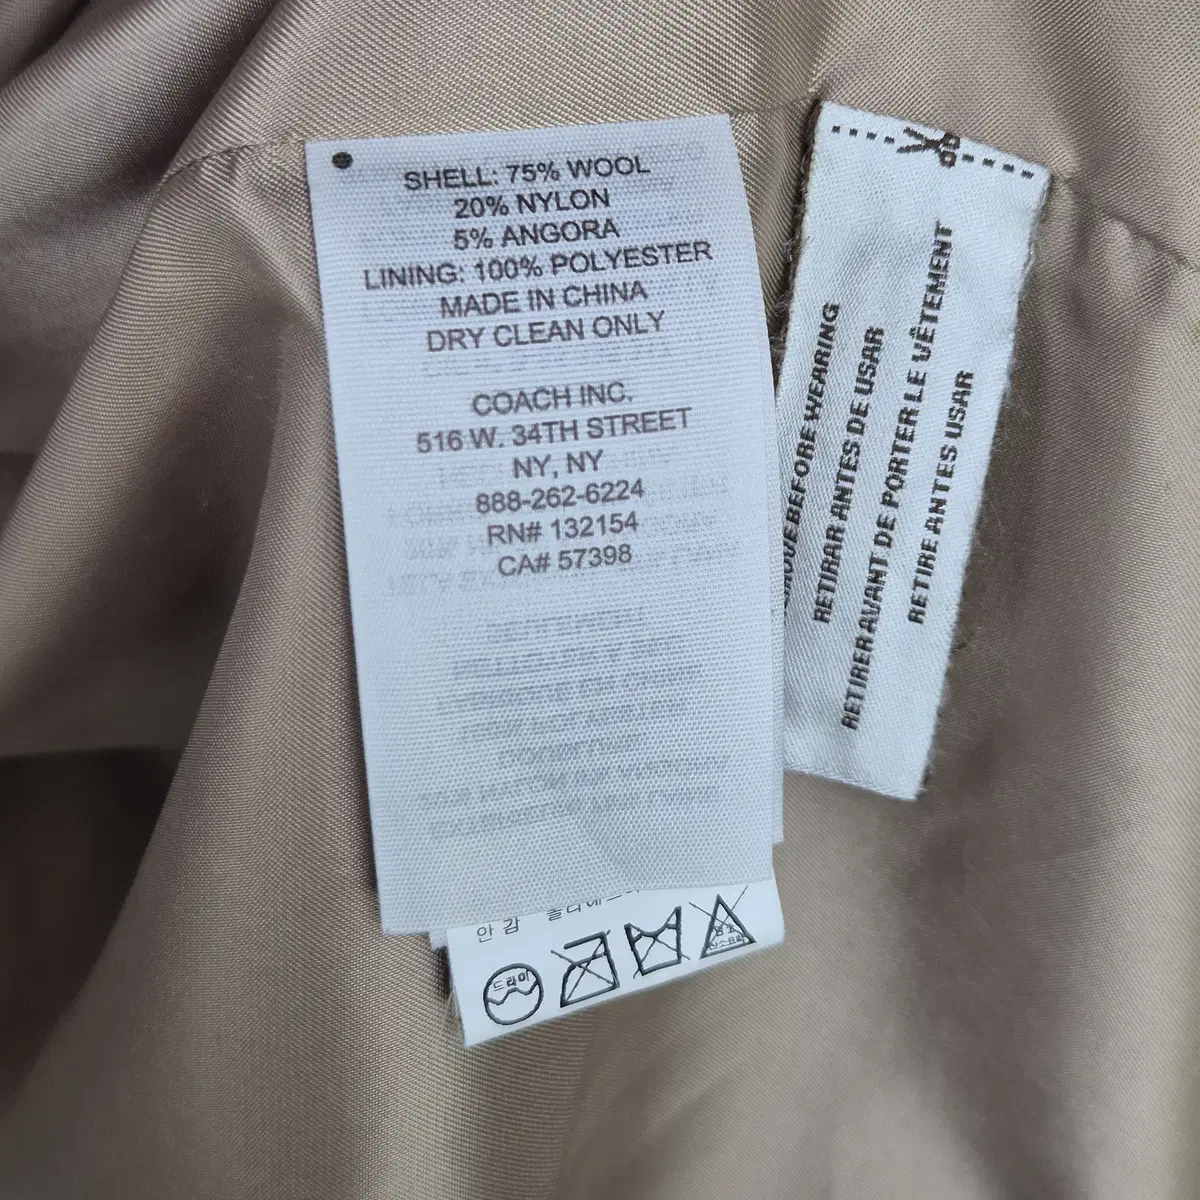 SHELL: 75% WOOL
20% NYLON
5% ANGORA
LINING: 100% POLYESTER
MADE IN CHINA
DRY CLEAN ONLY
COACH INC.
516 W. 34TH STREET
NY, NY
888-262-6224
RN# 132154
CA# 57398
BEFORE WEARING
RETIRAR ANTES DE USAR
RETIRER AVANT DE PORTER LE VÊTEMENT
RETIRE ANTES USAR
안감
드라이